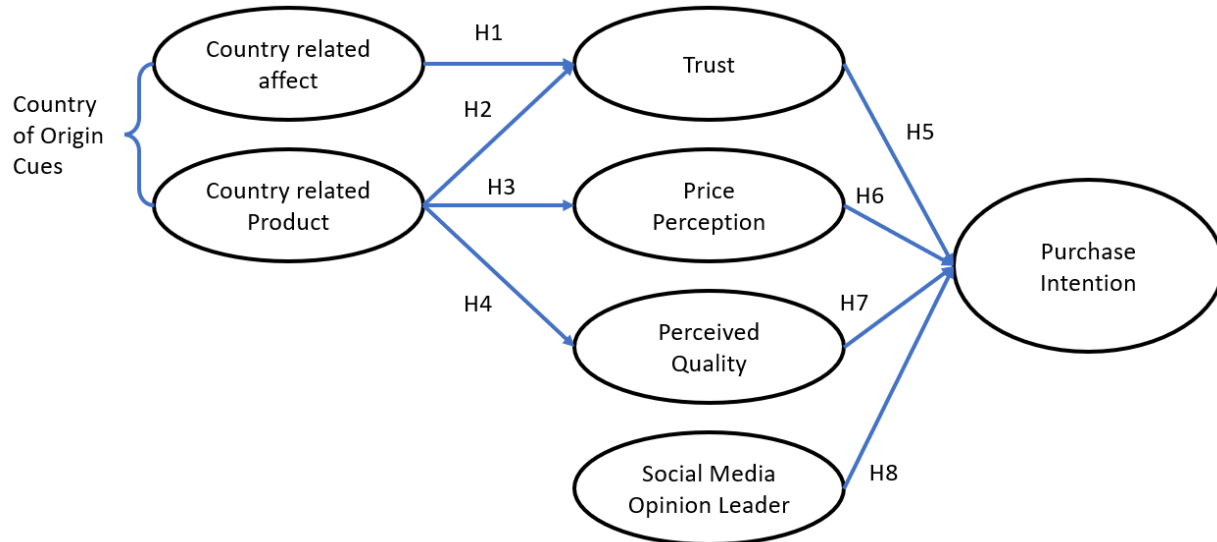 Country
of Origin
Cues
Country related
affect
Country related
Product
H1
H2
H3
H4
Trust
Price
Perception
Perceived
Quality
Social Media
Opinion Leader
H5
H6
H7
H8
Purchase
Intention